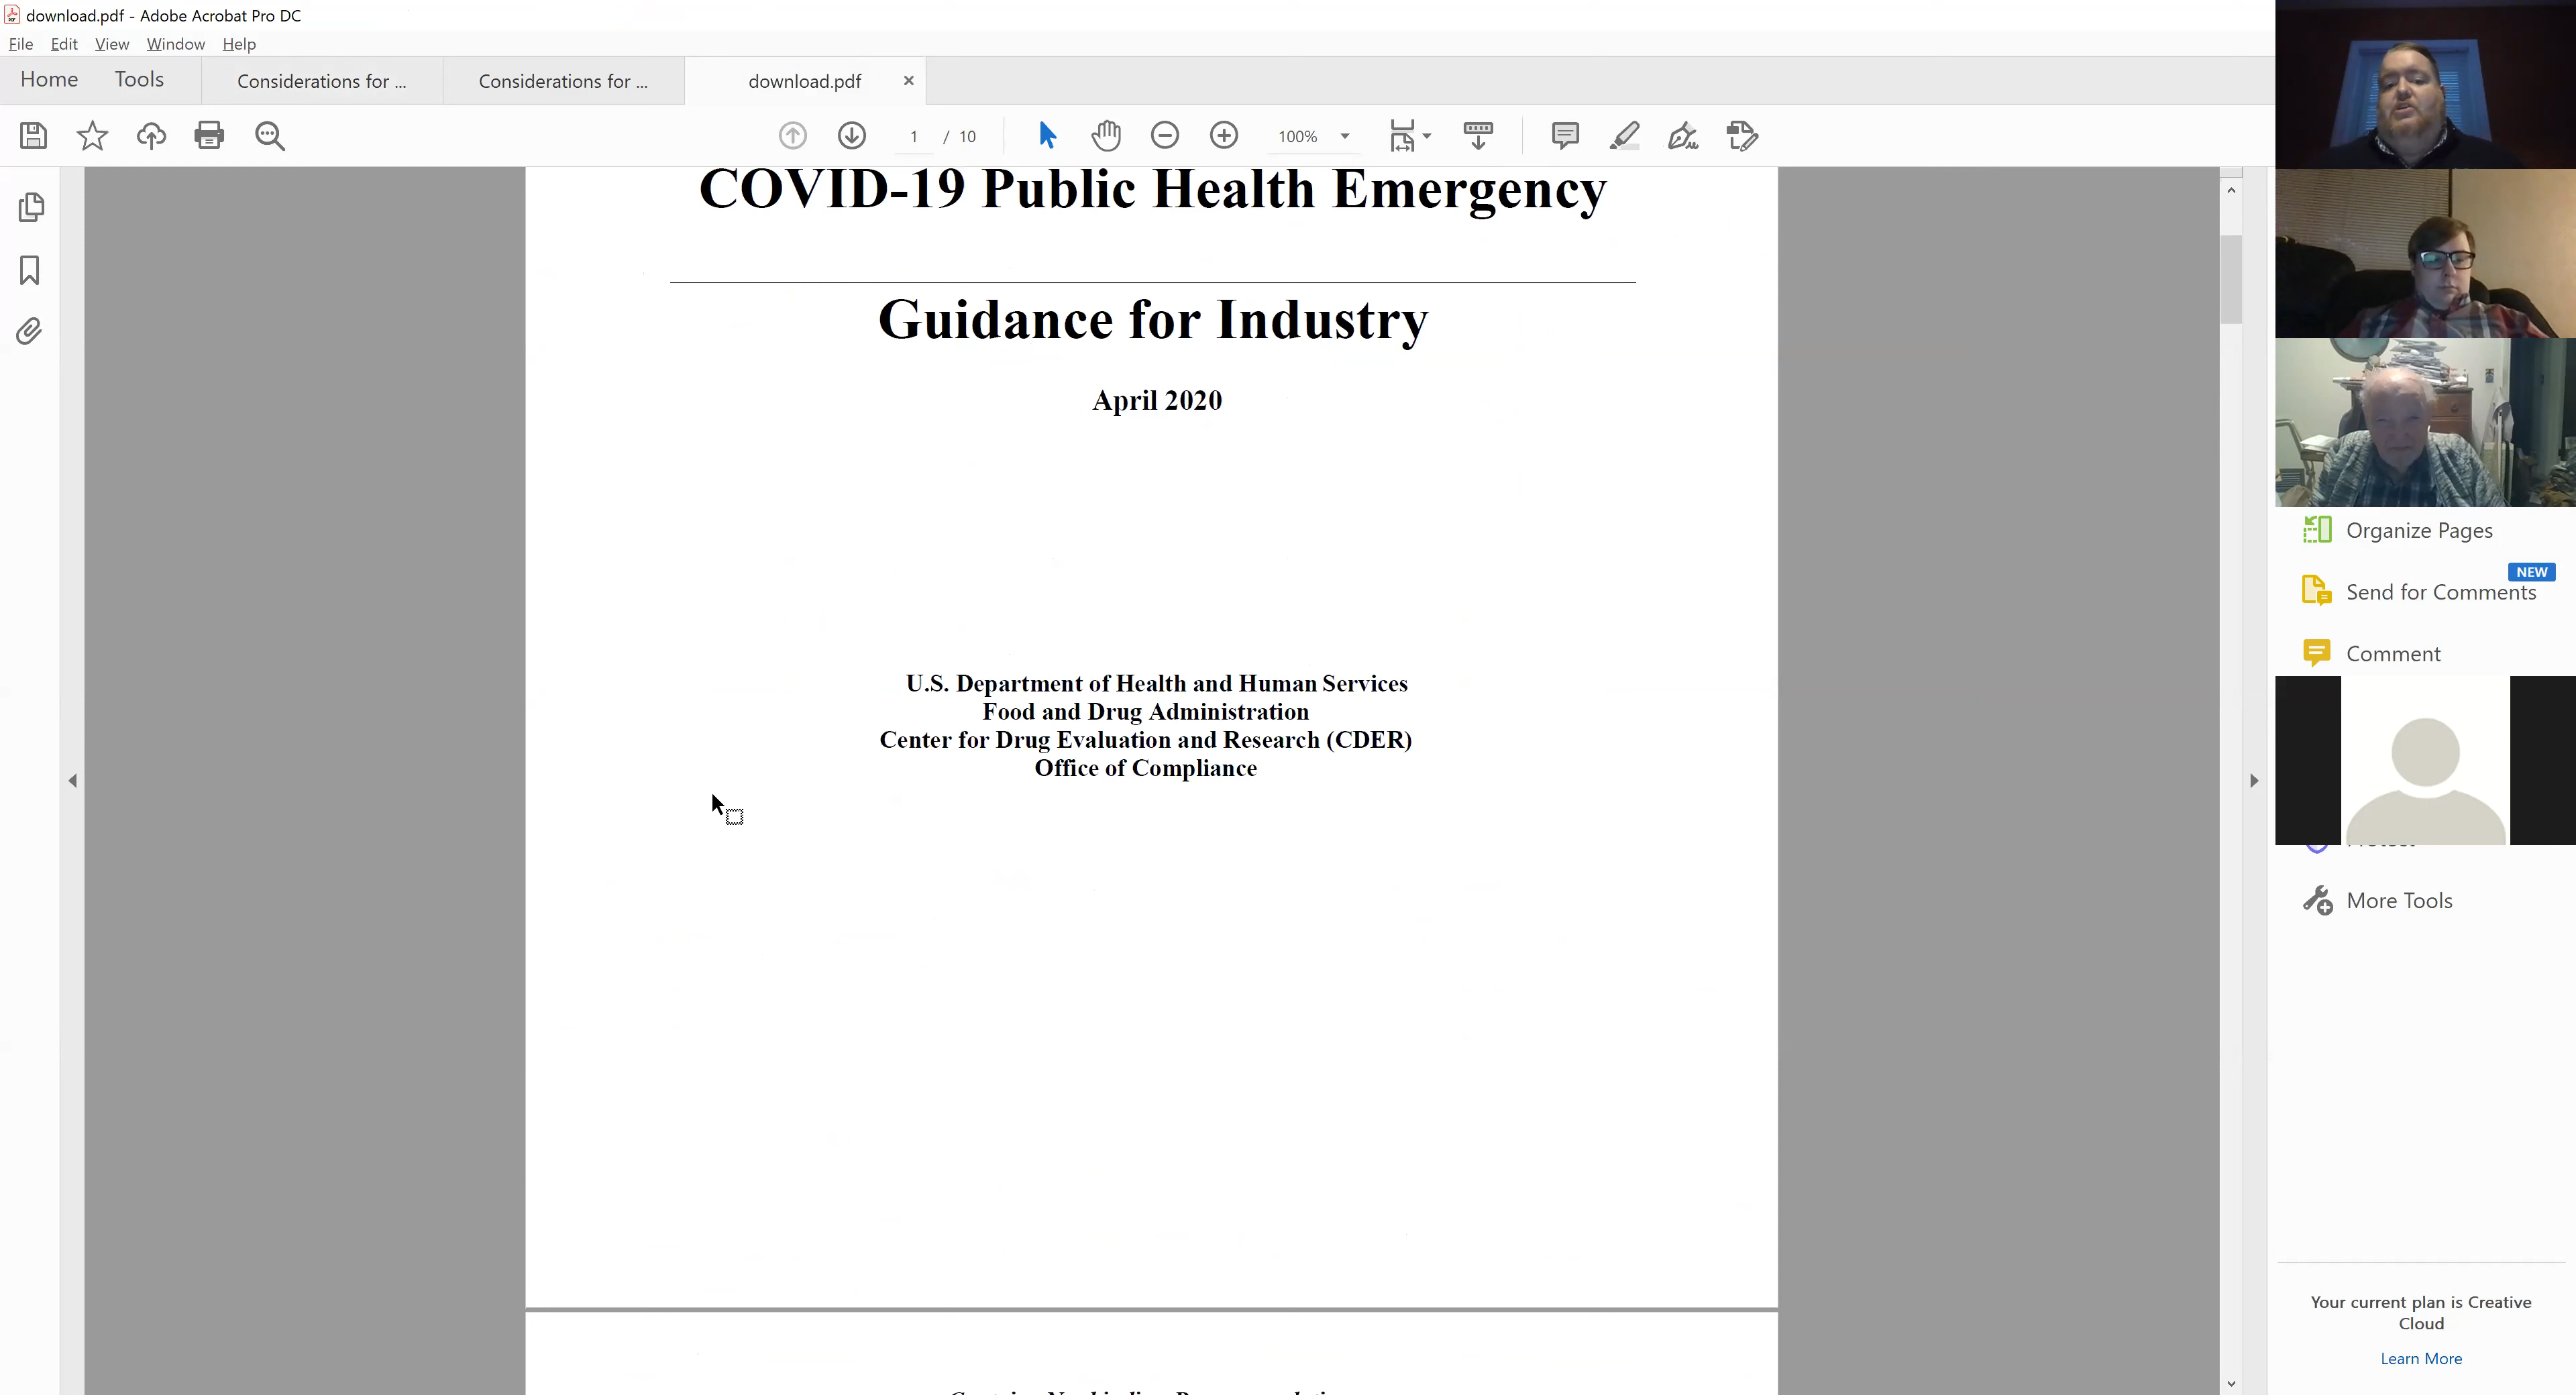 download.pdf - Adobe Acrobat Pro DC
File Edit View Window Help
Home Tools Considerations for ... Considerations for ... download.pdf ×
1 / 10 100%
COVID-19 Public Health Emergency
Guidance for Industry
April 2020
U.S. Department of Health and Human Services
Food and Drug Administration
Center for Drug Evaluation and Research (CDER)
Office of Compliance
Organize Pages
NEW
Send for Comments
Comment
More Tools
Your current plan is Creative
Cloud
Learn More